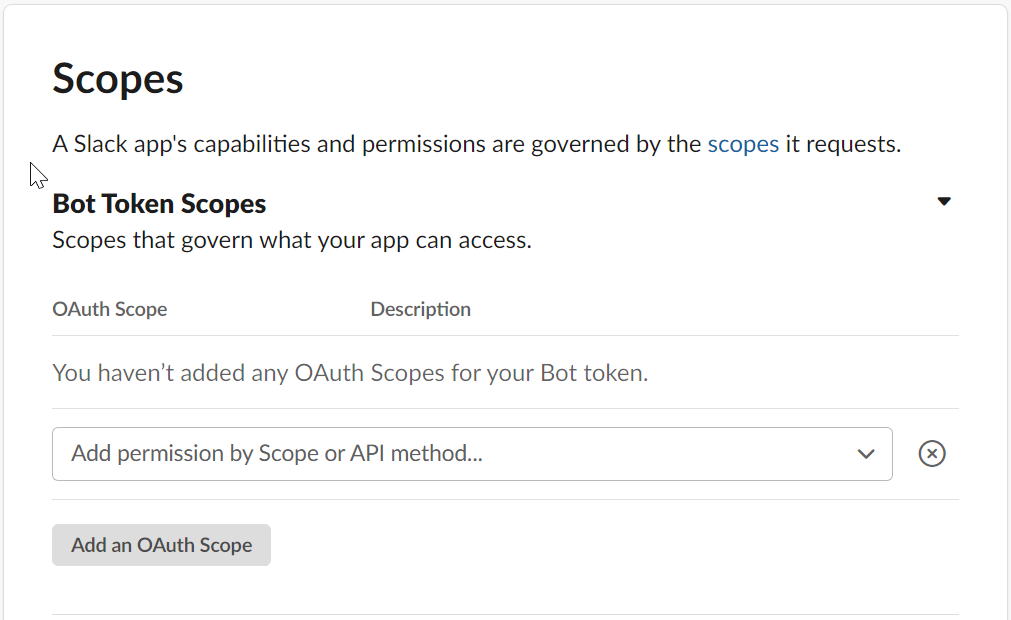 Scopes
A Slack app's capabilities and permissions are governed by the scopes it requests.
Bot Token Scopes
Scopes that govern what your app can access.
OAuth Scope Description
You haven’t added any OAuth Scopes for your Bot token.
Add permission by Scope or API method...
Add an OAuth Scope